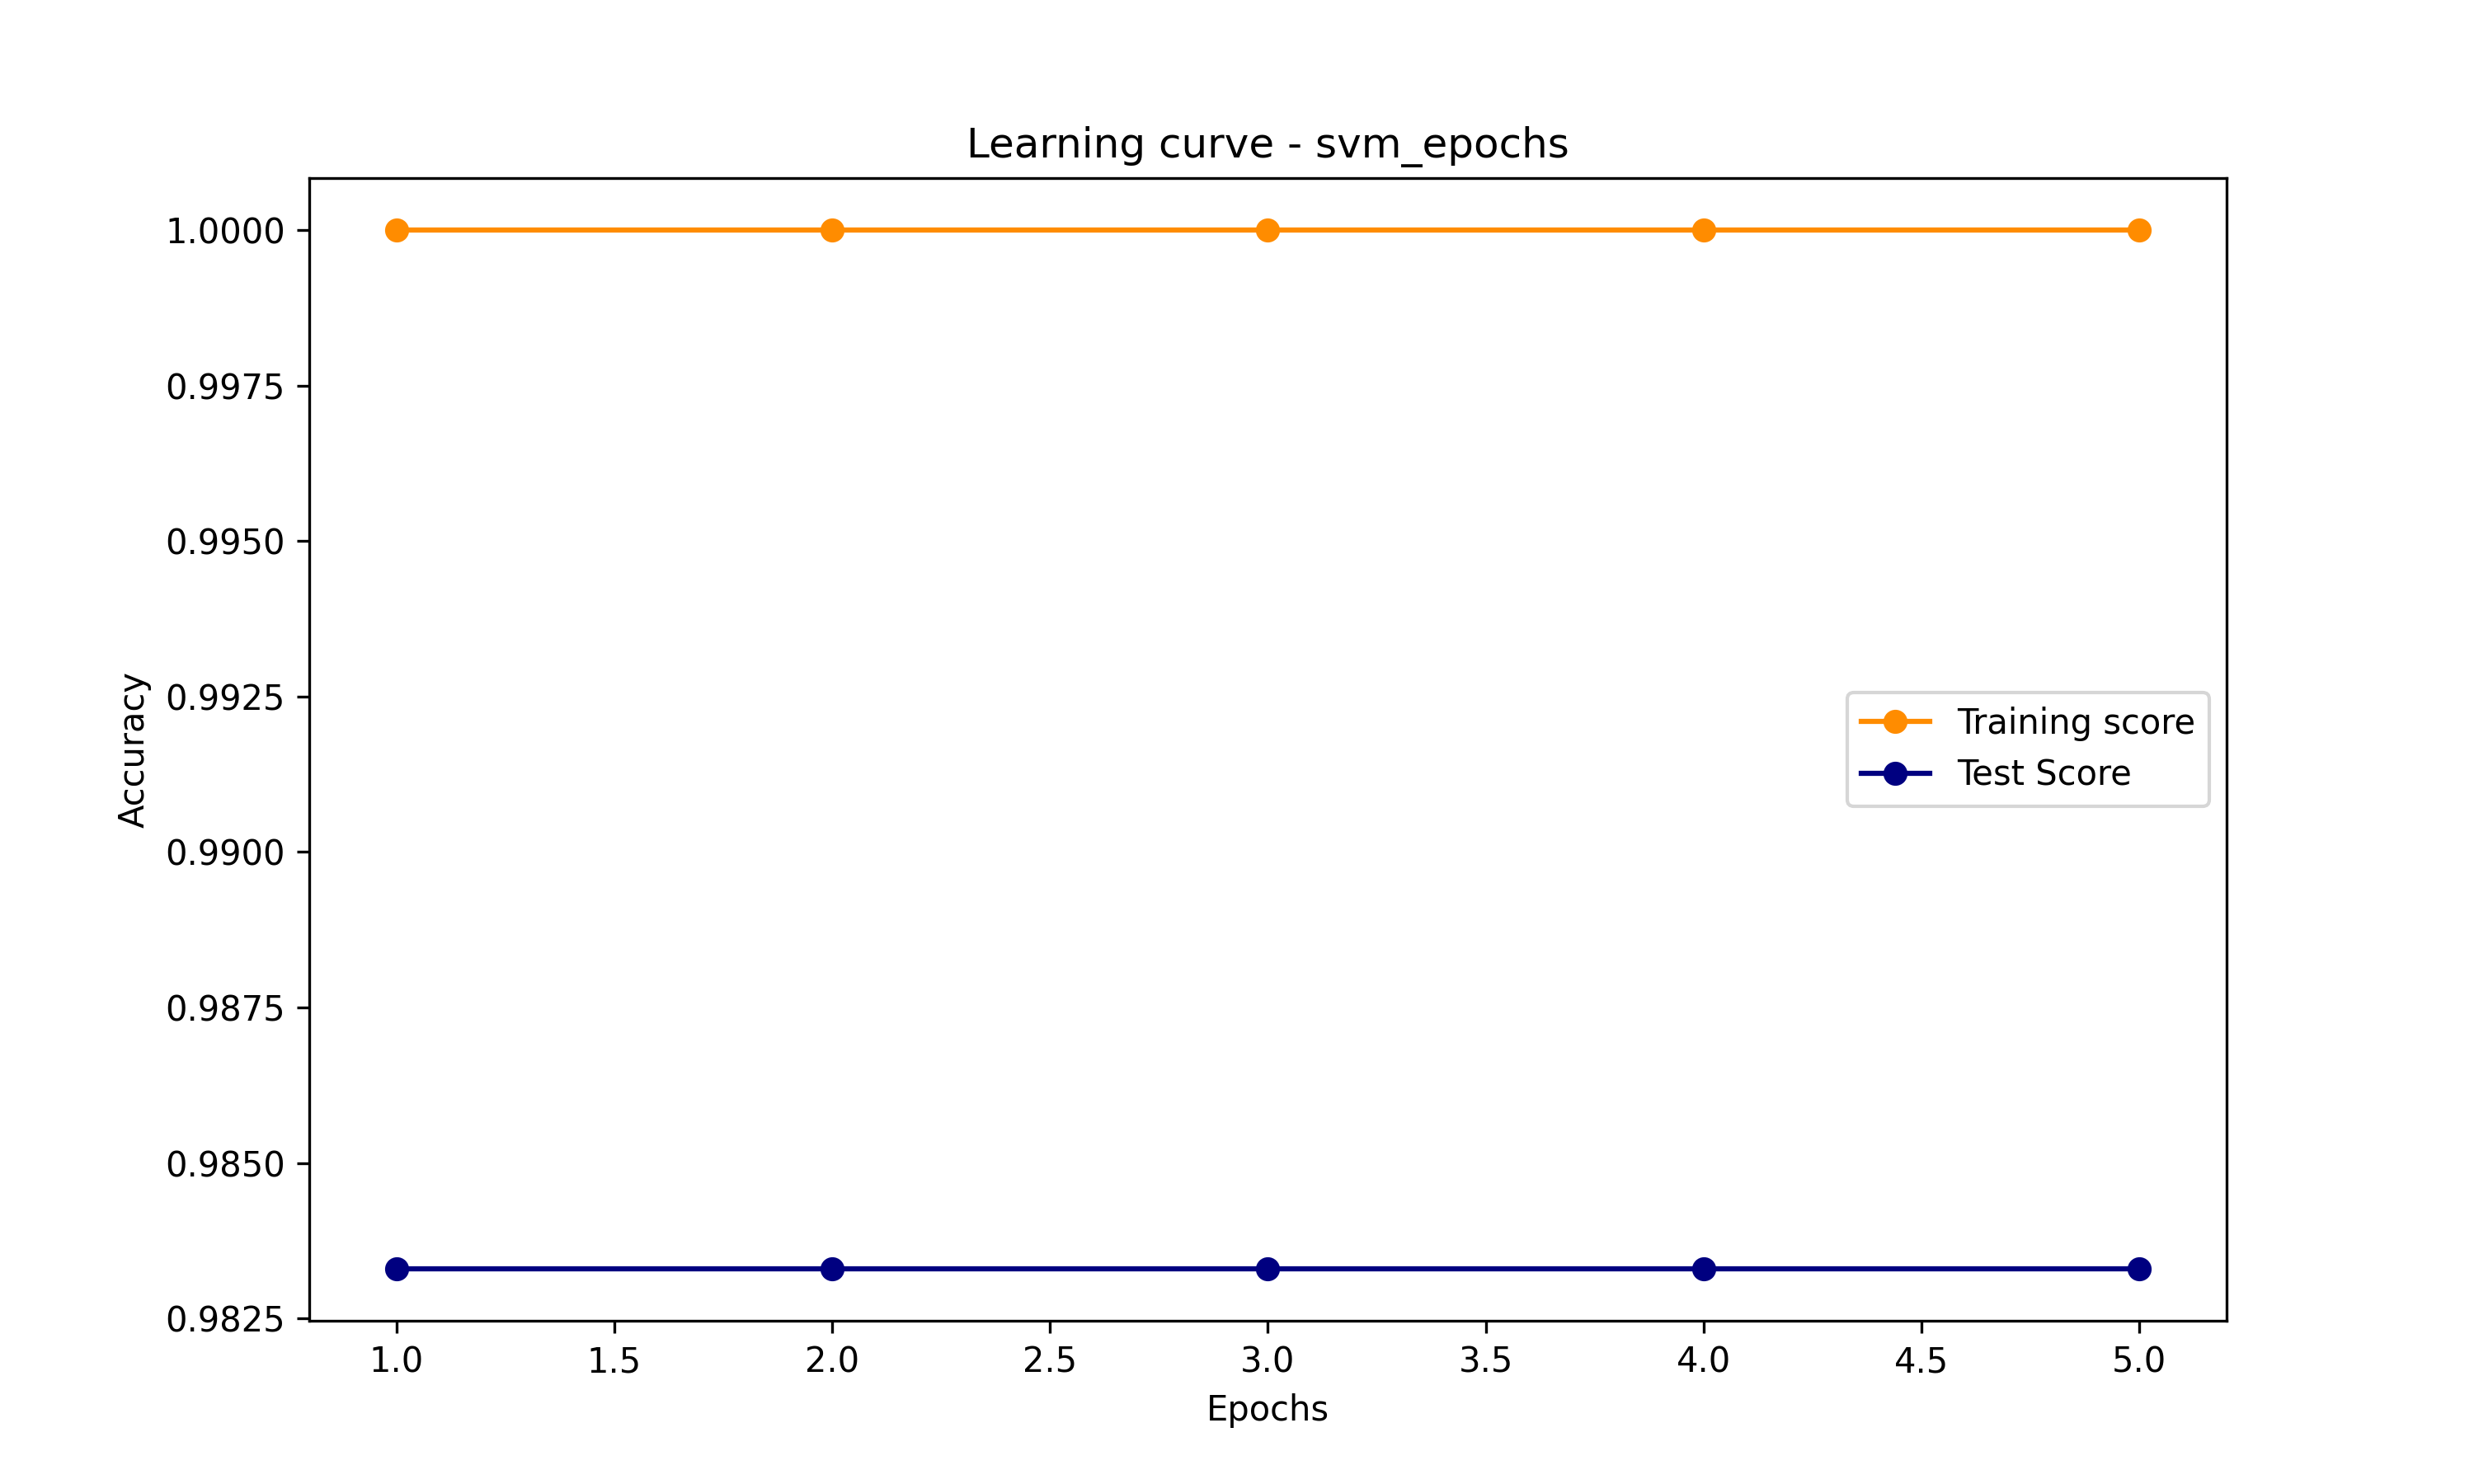 Learning curve - svm_epochs
1.0000
0.9975
0.9950
0.9925
0.9900
0.9875
0.9850
0.9825
Accuracy
Training score
Test Score
1.0 1.5 2.0 2.5 3.0 3.5 4.0 4.5 5.0
Epochs